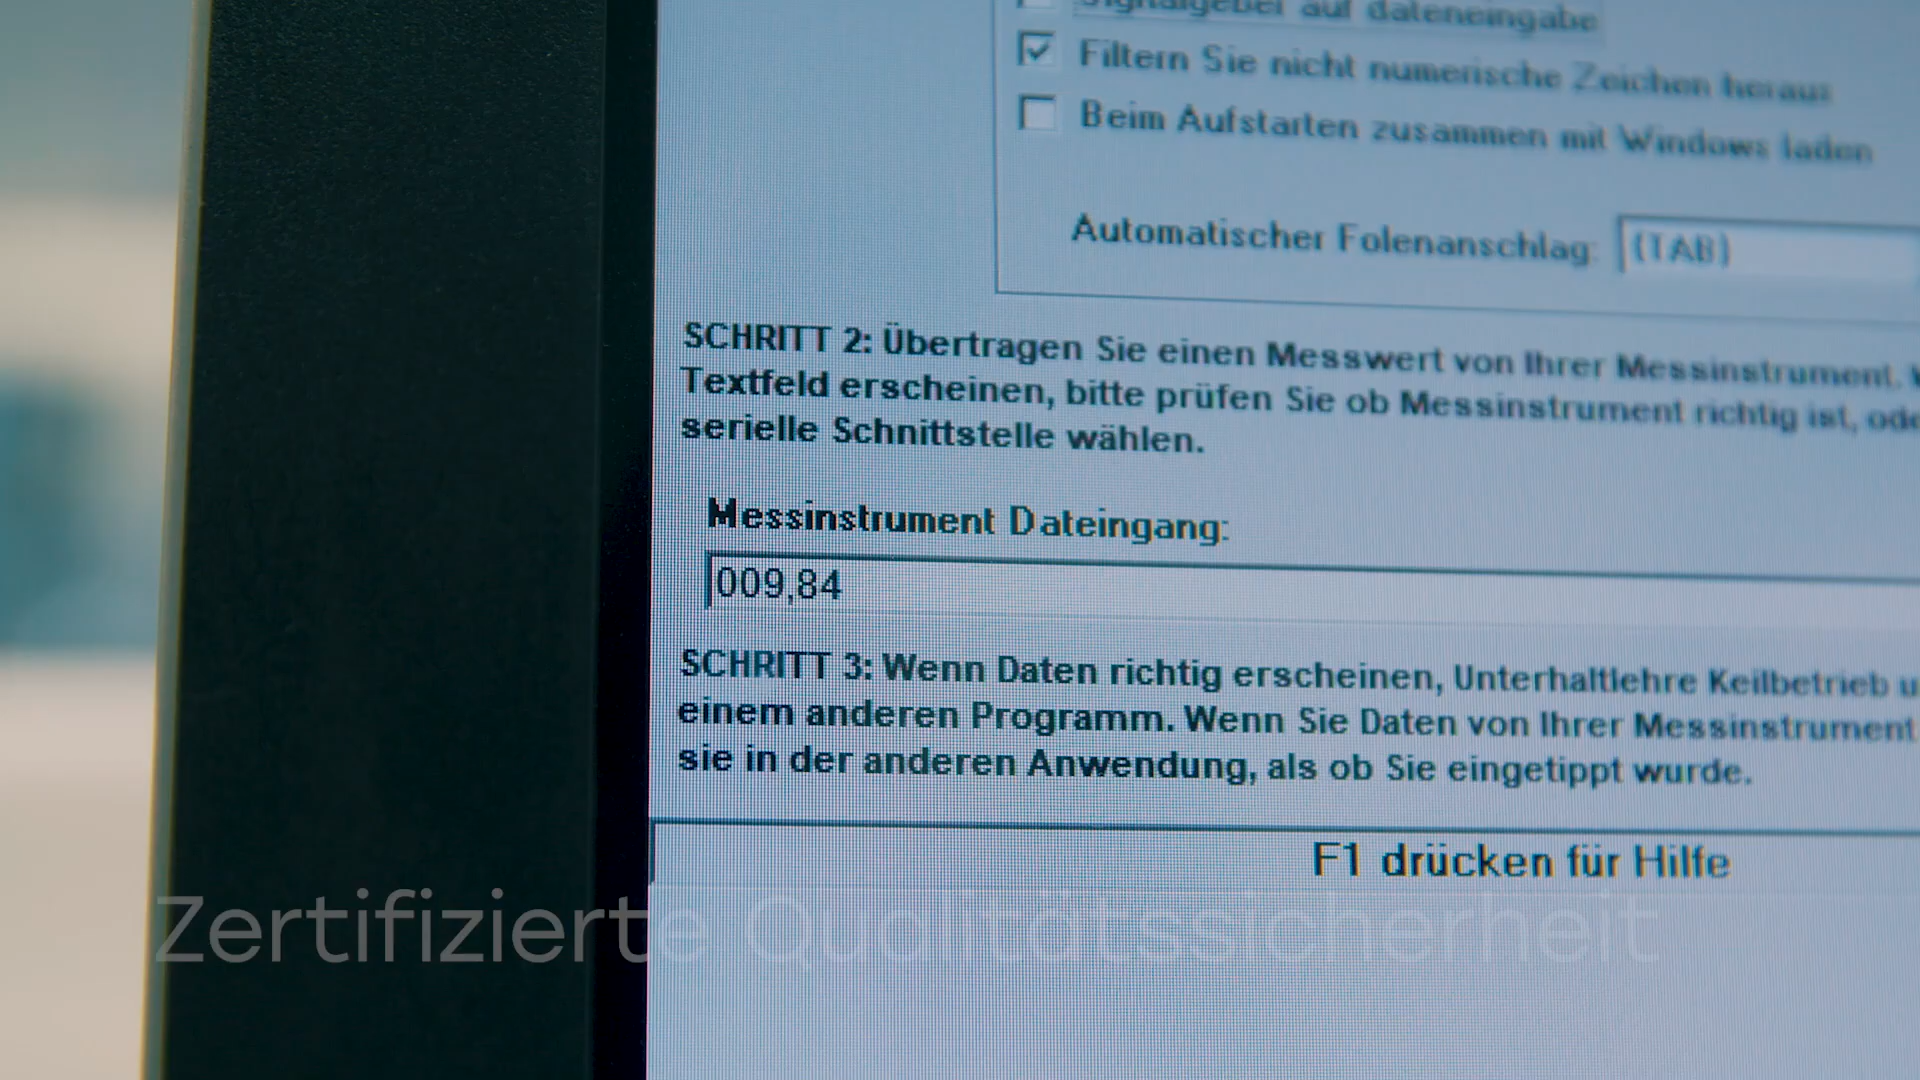 Signalgeber auf dateneingabe
Filtern Sie nicht numerische Zeichen heraus
Beim Aufstarten zusammen mit Windows laden
Automatischer Folenanschlag: {TAB}
SCHRITT 2: Übertragen Sie einen Messwert von Ihrer Messinstrument.
Textfeld erscheinen, bitte prüfen Sie ob Messinstrument richtig ist,
serielle Schnittstelle wählen.
Messinstrument Dateingang:
009,84
SCHRITT 3: Wenn Daten richtig erscheinen, Unterhaltlehre Keilbetrieb
einem anderen Programm. Wenn Sie Daten von Ihrer Messinstrument
sie in der anderen Anwendung, als ob Sie eingetippt wurde.
F1 drücken für Hilfe
Zertifizierte Qualitätssicherheit